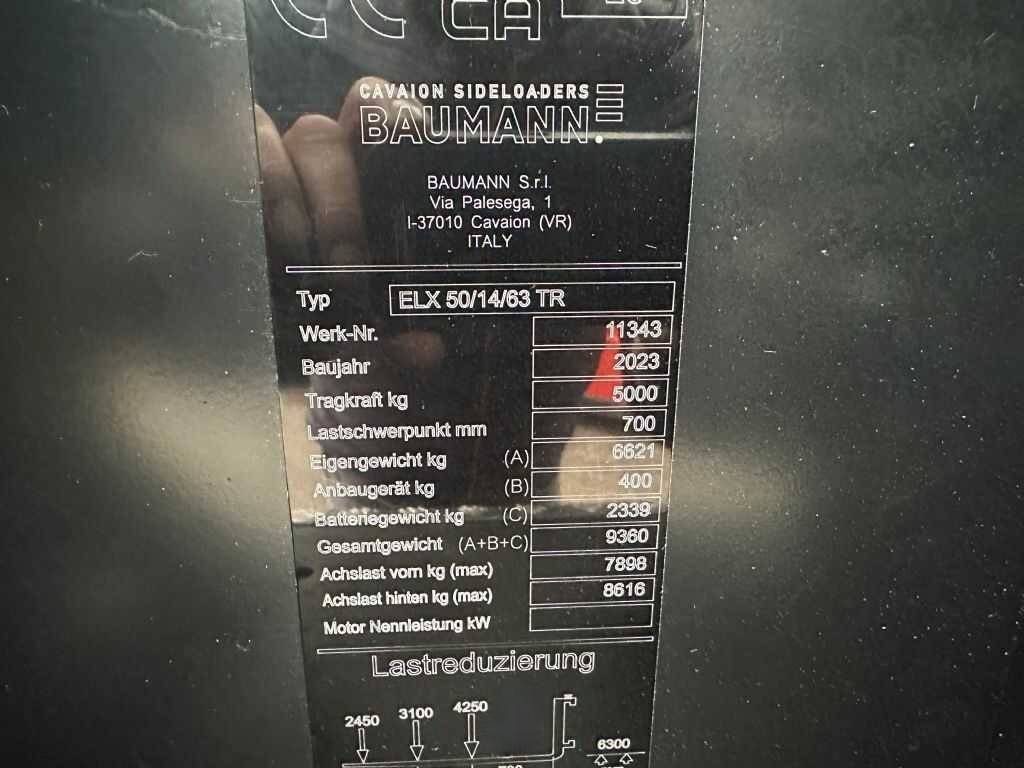 CE CA
CAVAION SIDELOADERS
BAUMANN
BAUMANN S.r.l.
Via Palesega, 1
I-37010 Cavaion (VR)
ITALY
Typ ELX 50/14/63 TR
Werk-Nr. 11343
Baujahr 2023
Tragkraft kg 5000
Lastschwerpunkt mm 700
Eigengewicht kg (A) 6621
Anbaugerät kg (B) 400
Batteriegewicht kg (C) 2339
Gesamtgewicht (A+B+C) 9360
Achslast vorn kg (max) 7898
Achslast hinten kg (max) 8616
Motor Nennleistung kW
Lastreduzierung
2450 3100 4250
6300